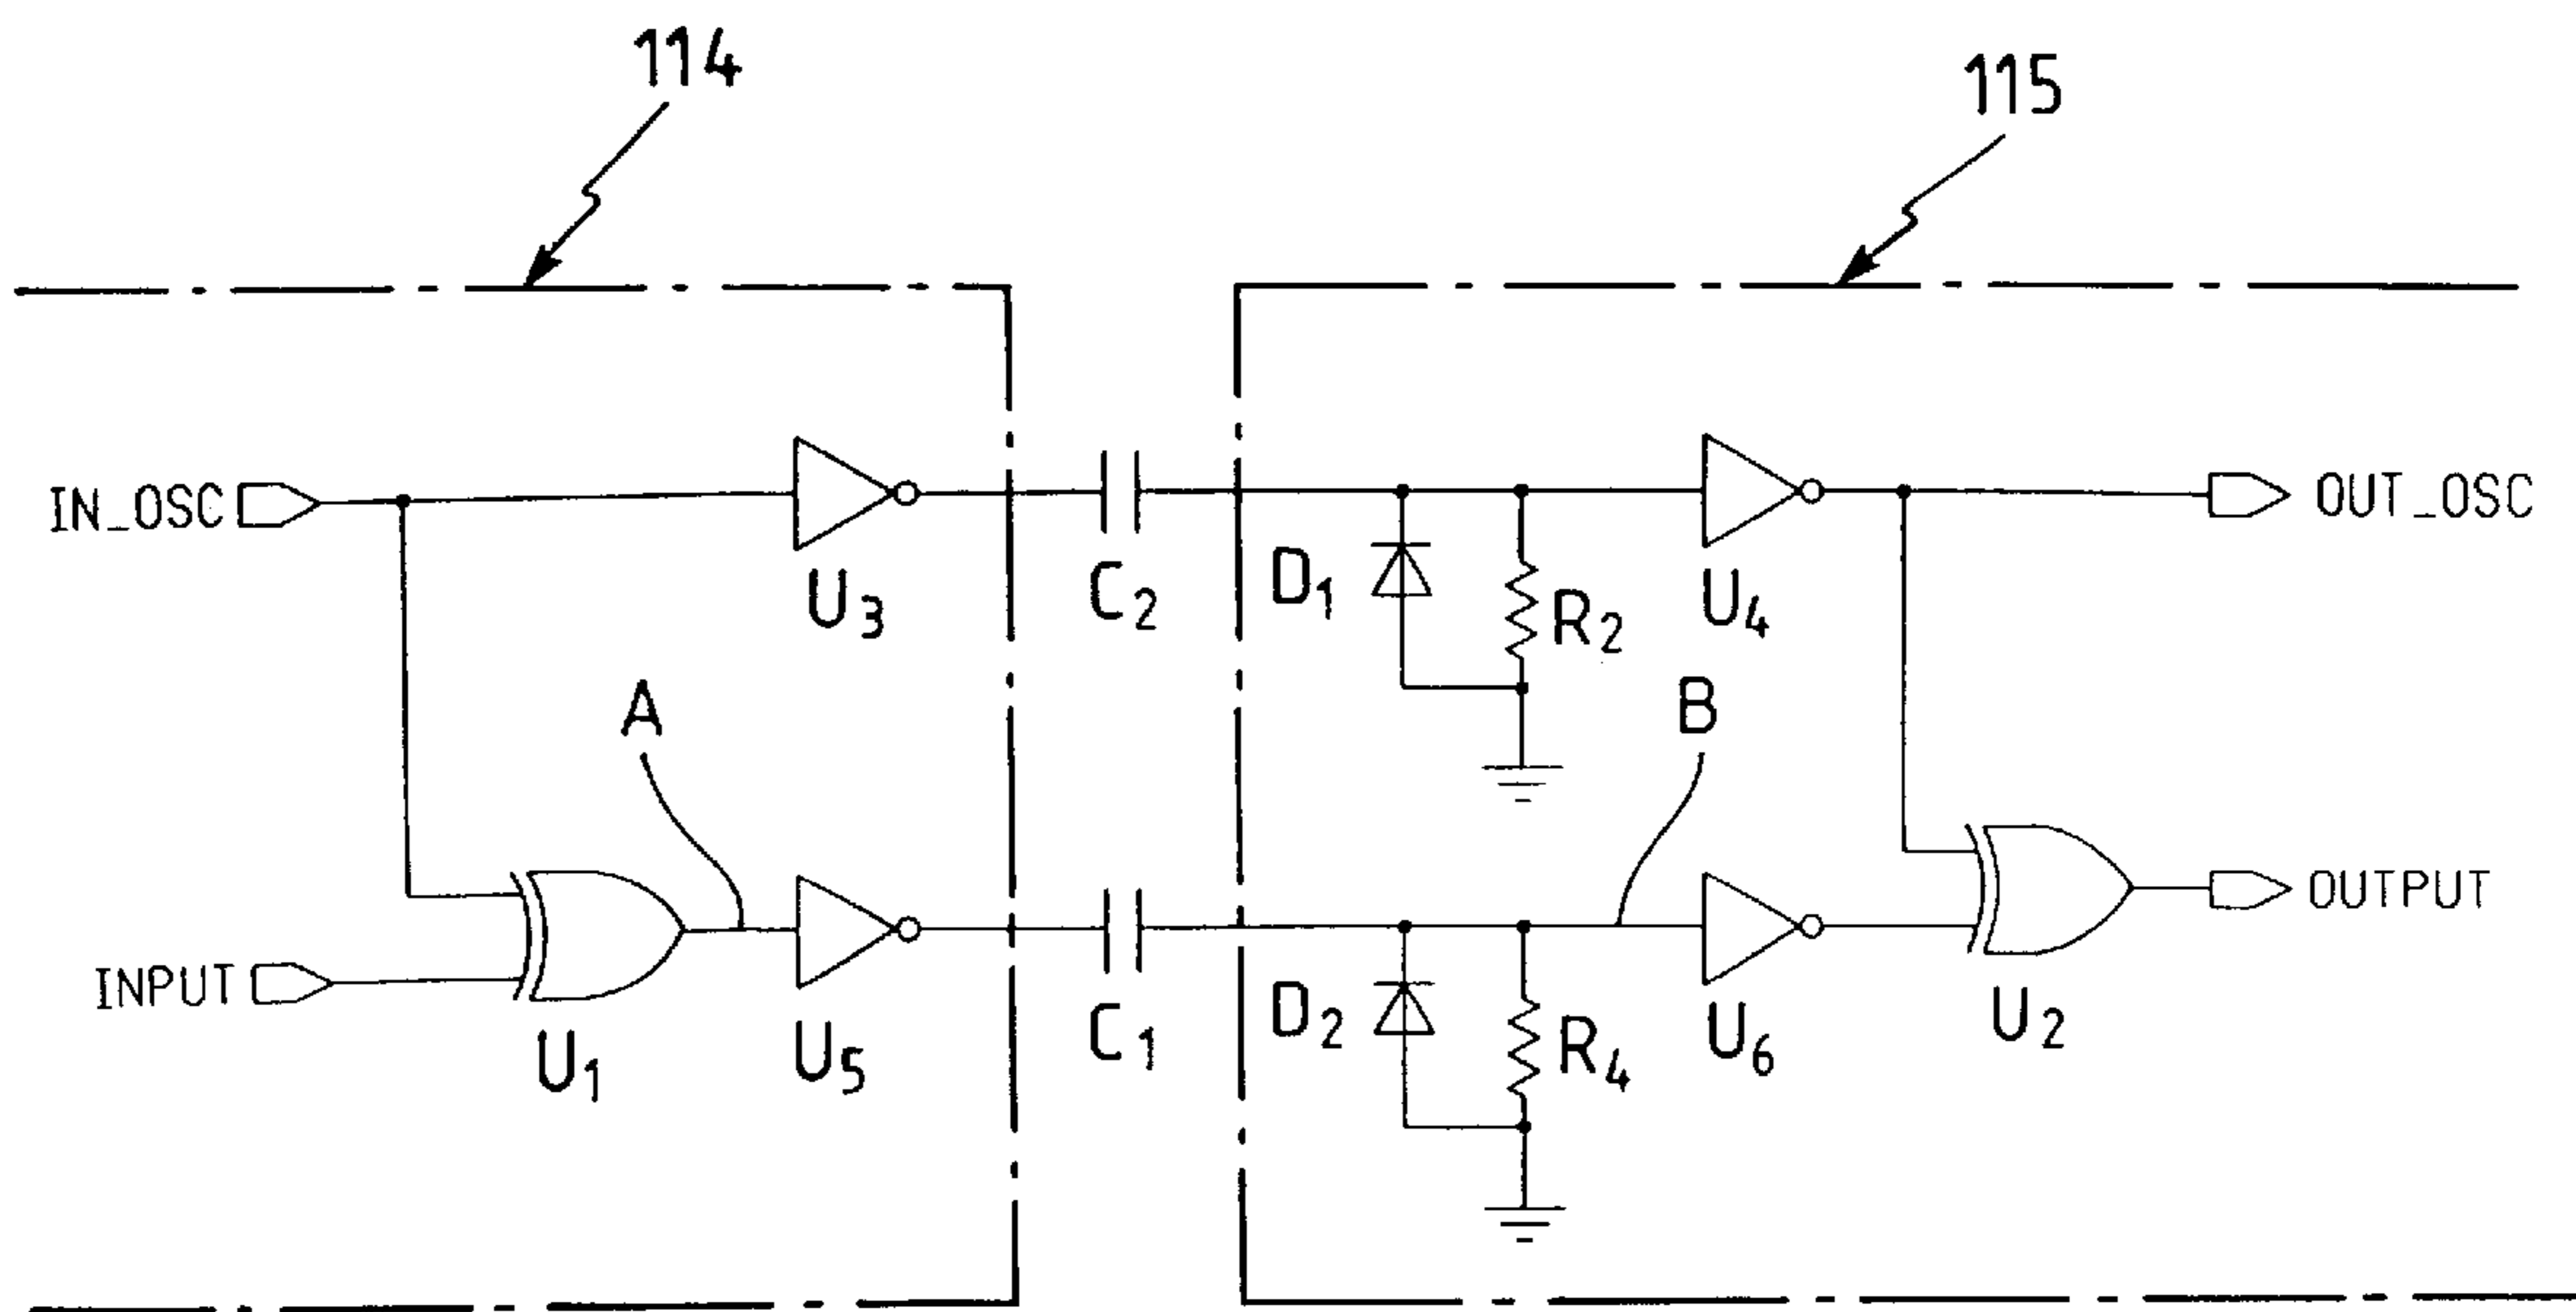 114
115
IN_OSC
U3
C2
D1
R2
U4
OUT_OSC
A
B
INPUT
U1
U5
C1
D2
R4
U6
U2
OUTPUT